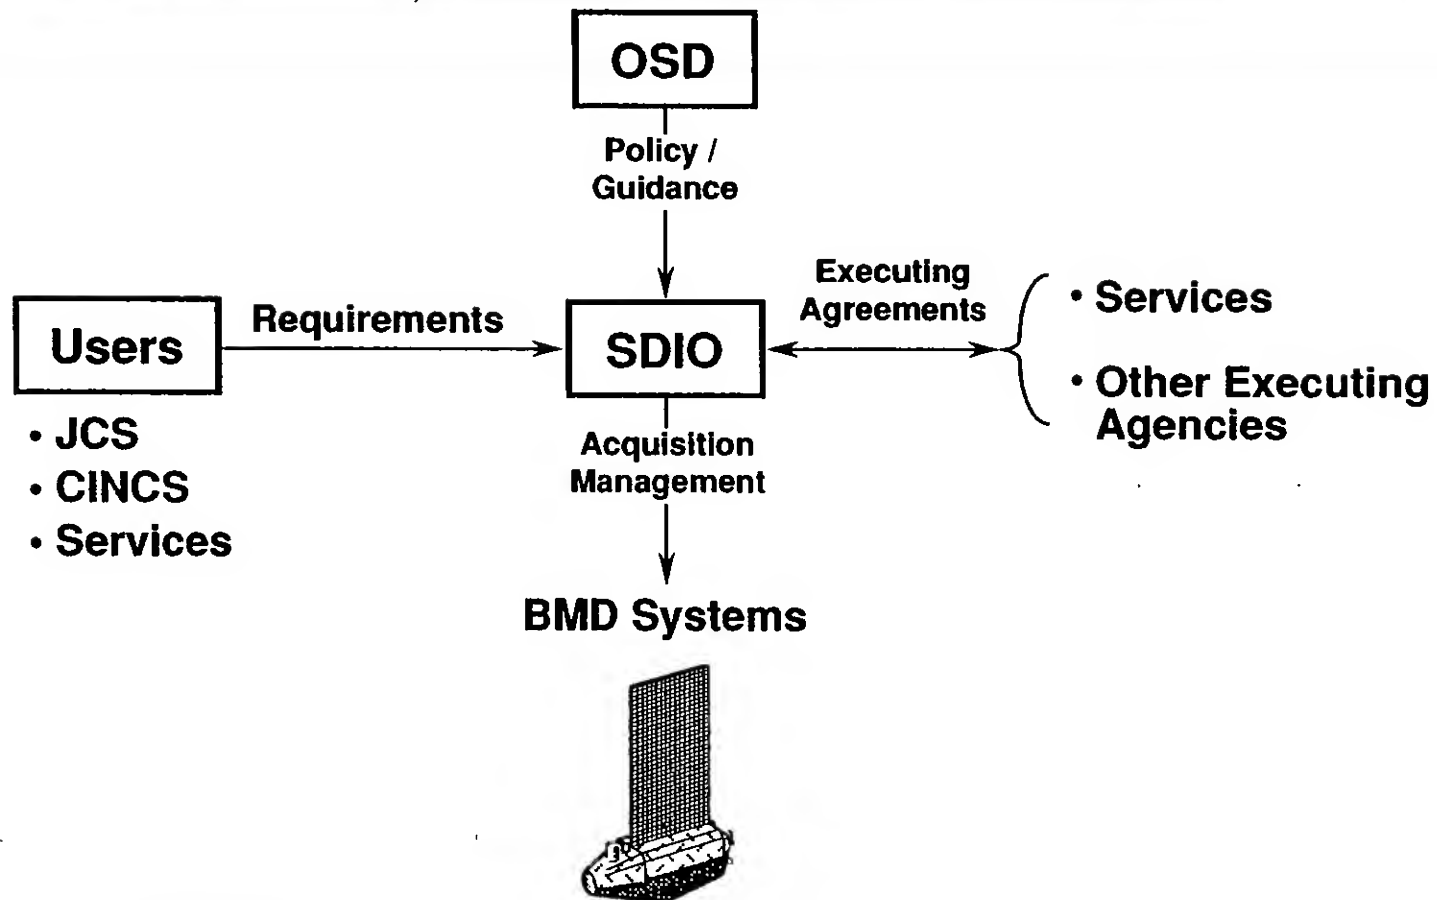 OSD
Policy /
Guidance
Executing
Agreements
Users
Requirements
SDIO
• Services
• Other Executing
Agencies
• JCS
• CINCS
• Services
Acquisition
Management
BMD Systems